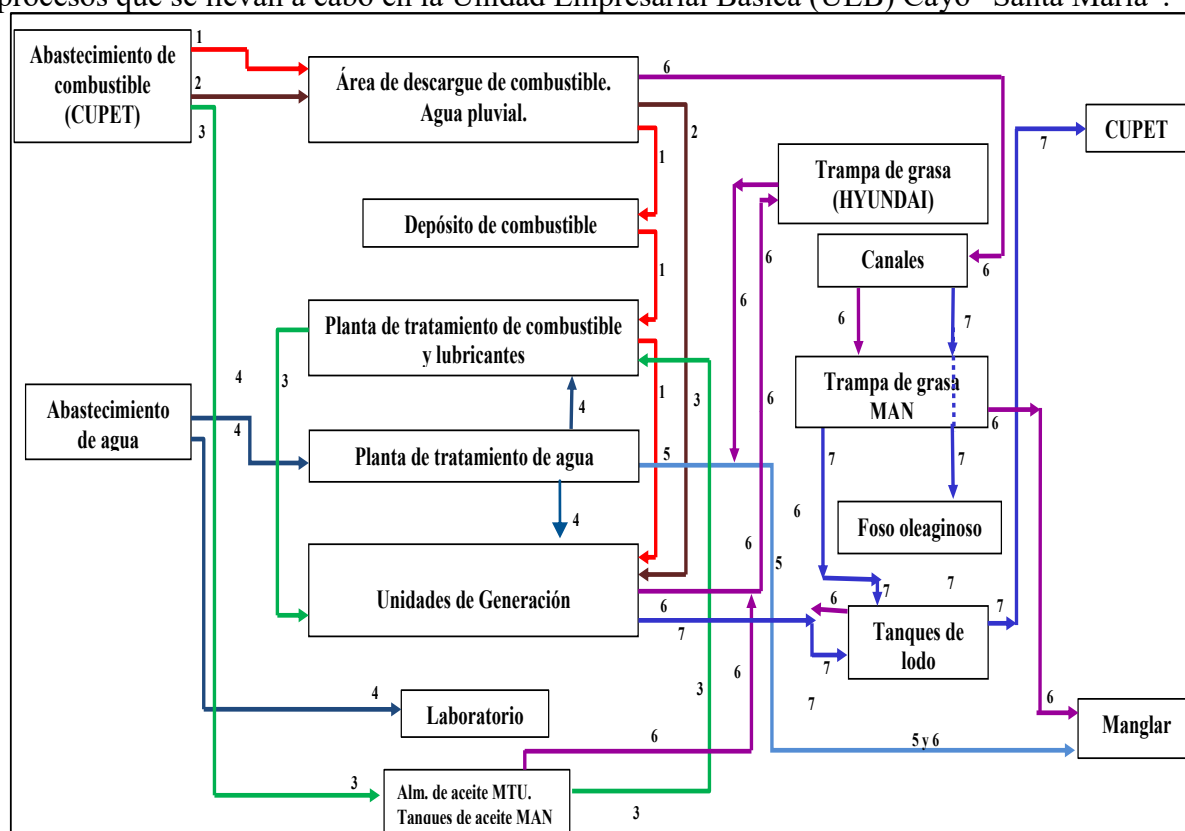 procesos que se llevan a cabo en la Unidad Empresarial Básica (UEB) Cayo "Santa María".
Abastecimiento de
combustible
(CUPET)
1
2
3
Área de descargue de combustible.
Agua pluvial.
6
2
1
CUPET
7
Trampa de grasa
(HYUNDAI)
Depósito de combustible
1
6
6
Canales
6
6
7
Planta de tratamiento de combustible
y lubricantes
3
1
3
4
6
Trampa de grasa
MAN
6
7
7
Abastecimiento
de agua
4
4
Planta de tratamiento de agua
5
4
6
6
5
Foso oleaginoso
7
Unidades de Generación
6
7
6
7
7
Tanques de
lodo
7
7
6
3
4
Laboratorio
6
5 y 6
6
Manglar
3
Alm. de aceite MTU.
Tanques de aceite MAN
3